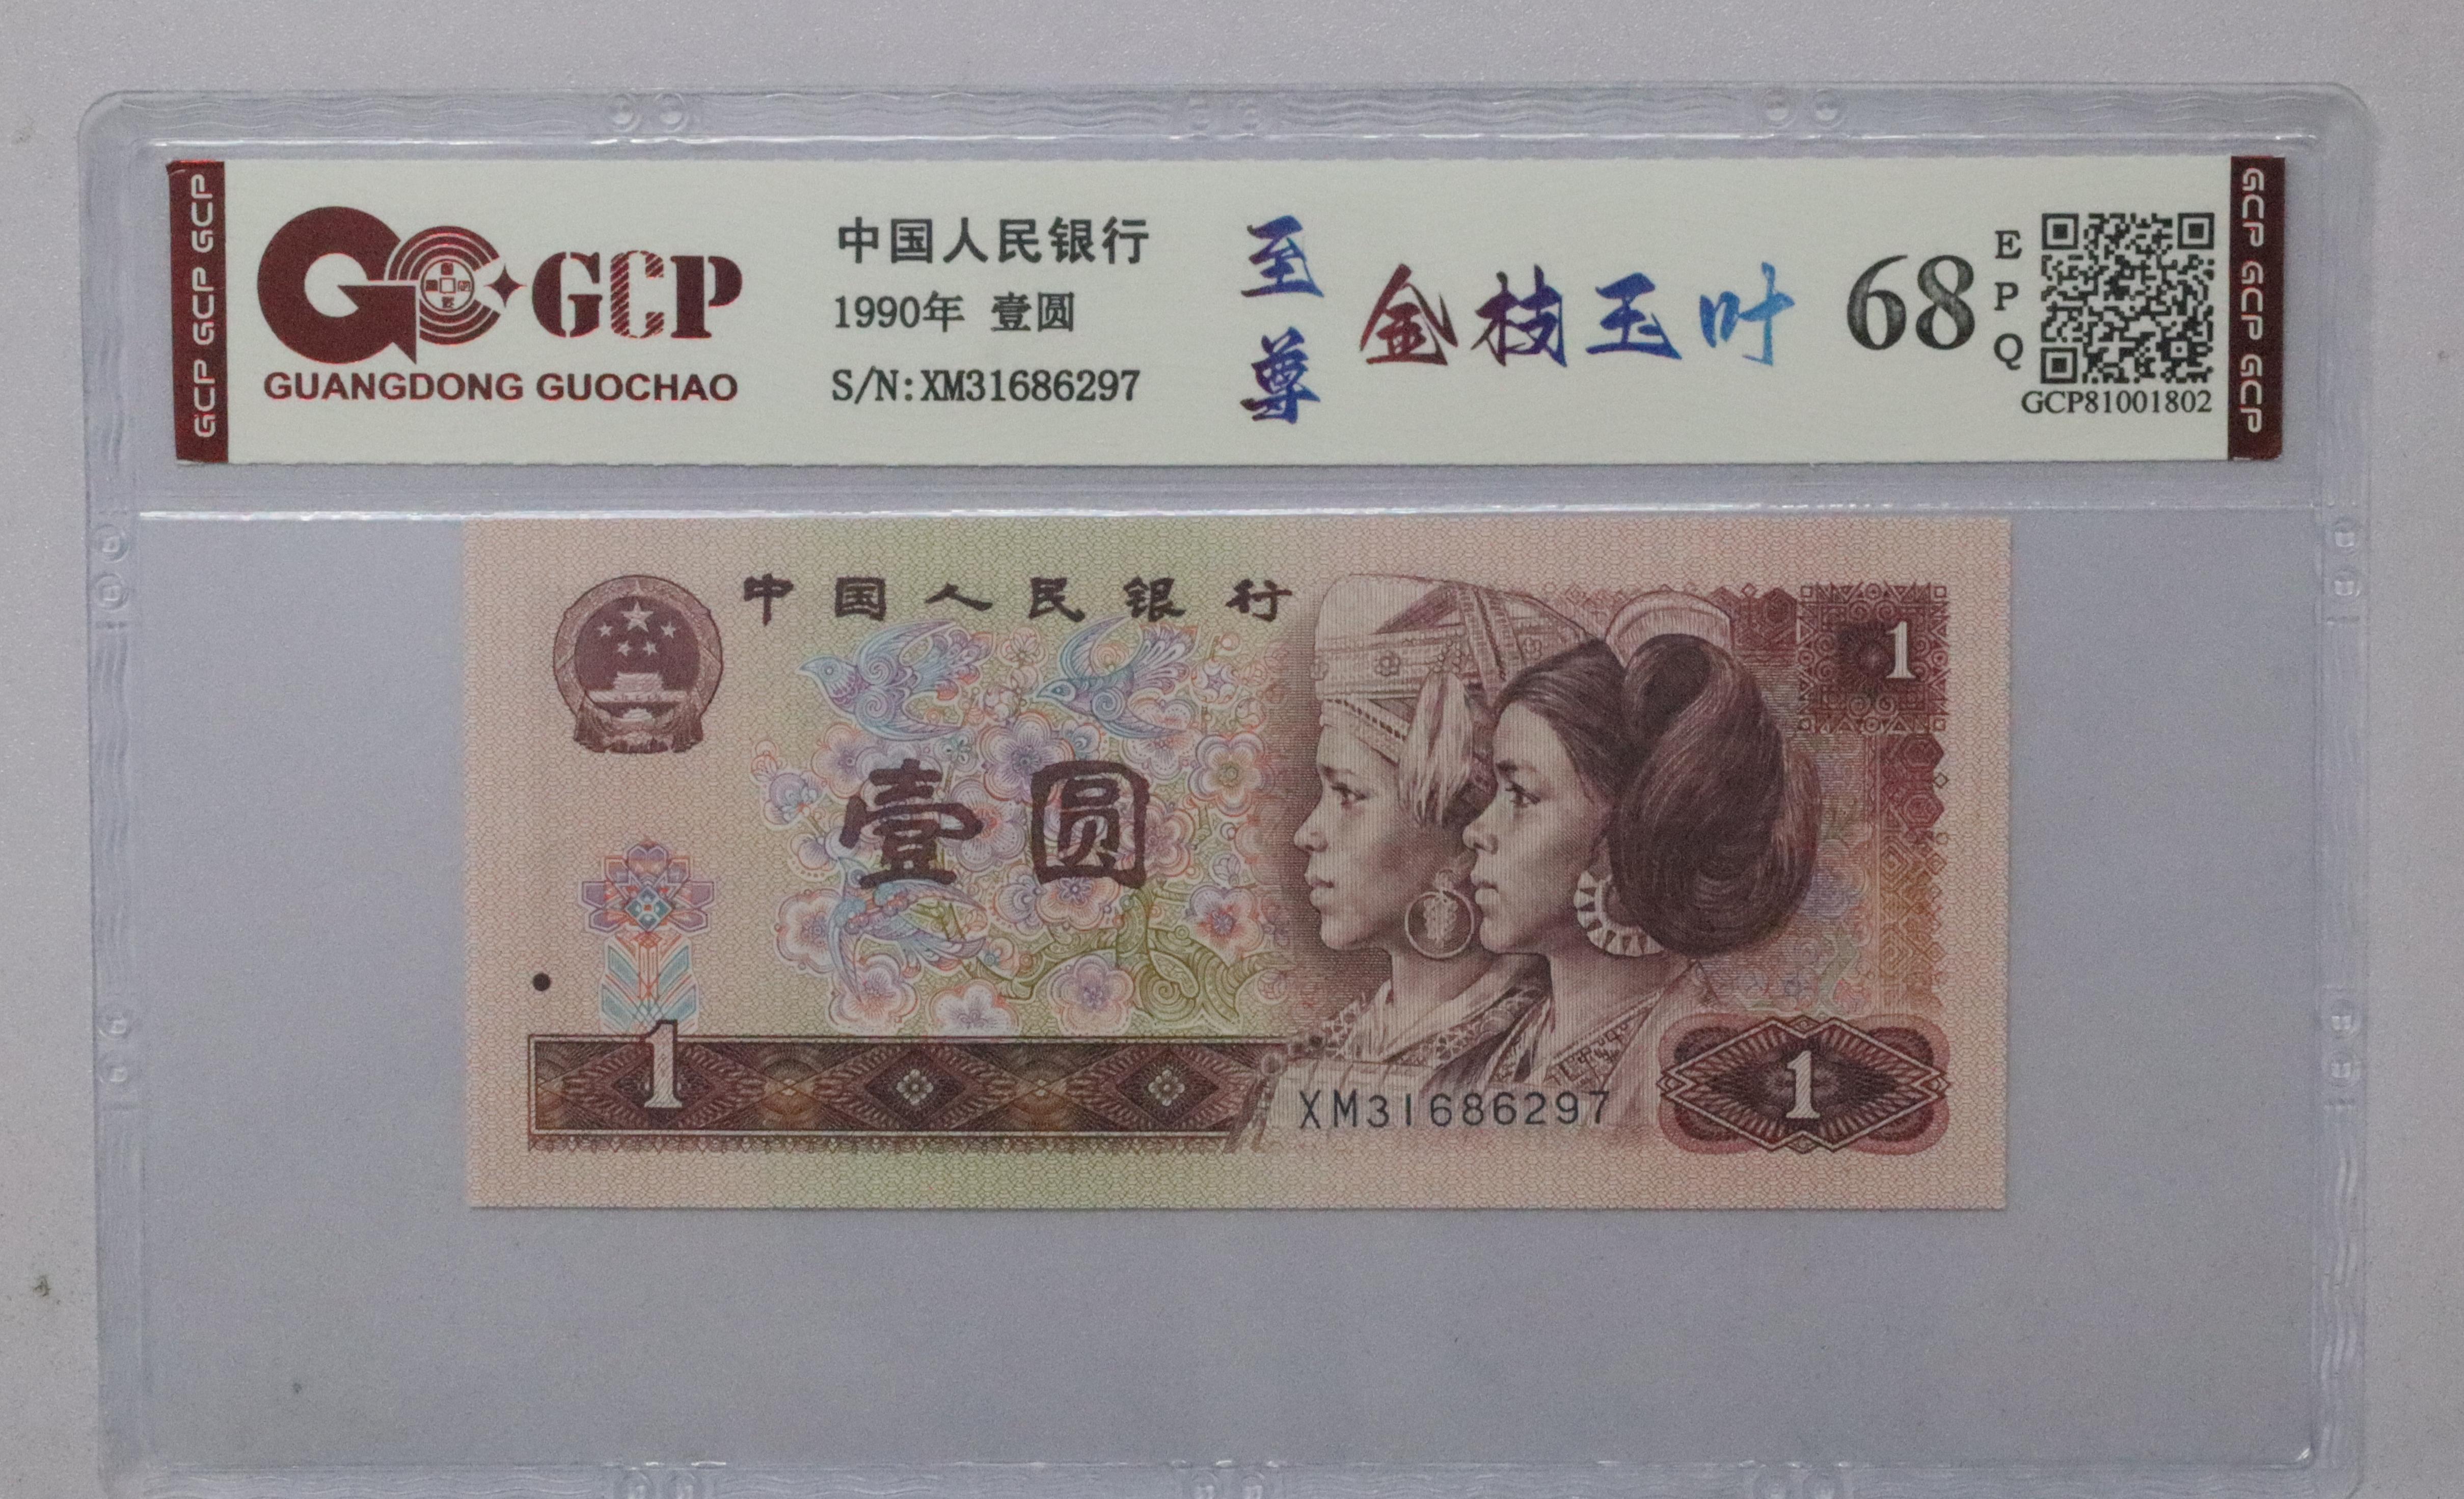 GCP GCP GCP
GCP
GUANGDONG GUOCHAO
中国人民银行
1990年 壹圆
S/N:XM31686297
至尊
金枝玉叶
68
EPQ
GCP81001802
GCP GCP GCP
中国人民银行
1
壹圆
1
XM31686297
1